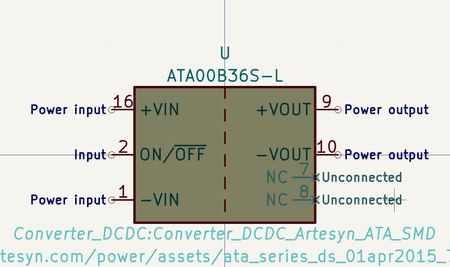 U
ATA00B36S-L
Power input 16 +VIN +VOUT 9 Power output
Input 2 ON/OFF -VOUT 10 Power output
NC 7 Unconnected
Power input 1 -VIN NC 8 Unconnected
Converter_DCDC:Converter_DCDC_Artesyn_ATA_SMD
tesyn.com/power/assets/ata_series_ds_01apr2015_